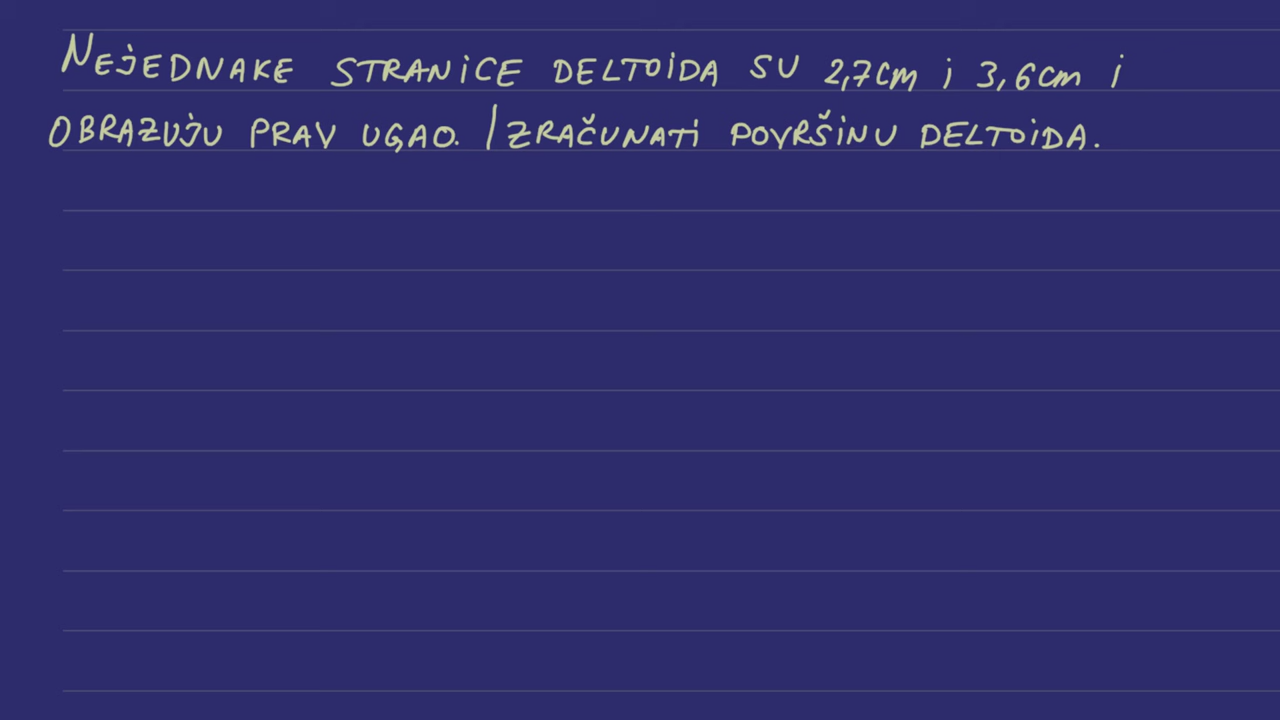 NEJEDNAKE STRANICE DELTOIDA SU 2,7cm i 3,6cm i
OBRAZUJU PRAV UGAO. IZRAČUNATI POVRŠINU DELTOIDA.